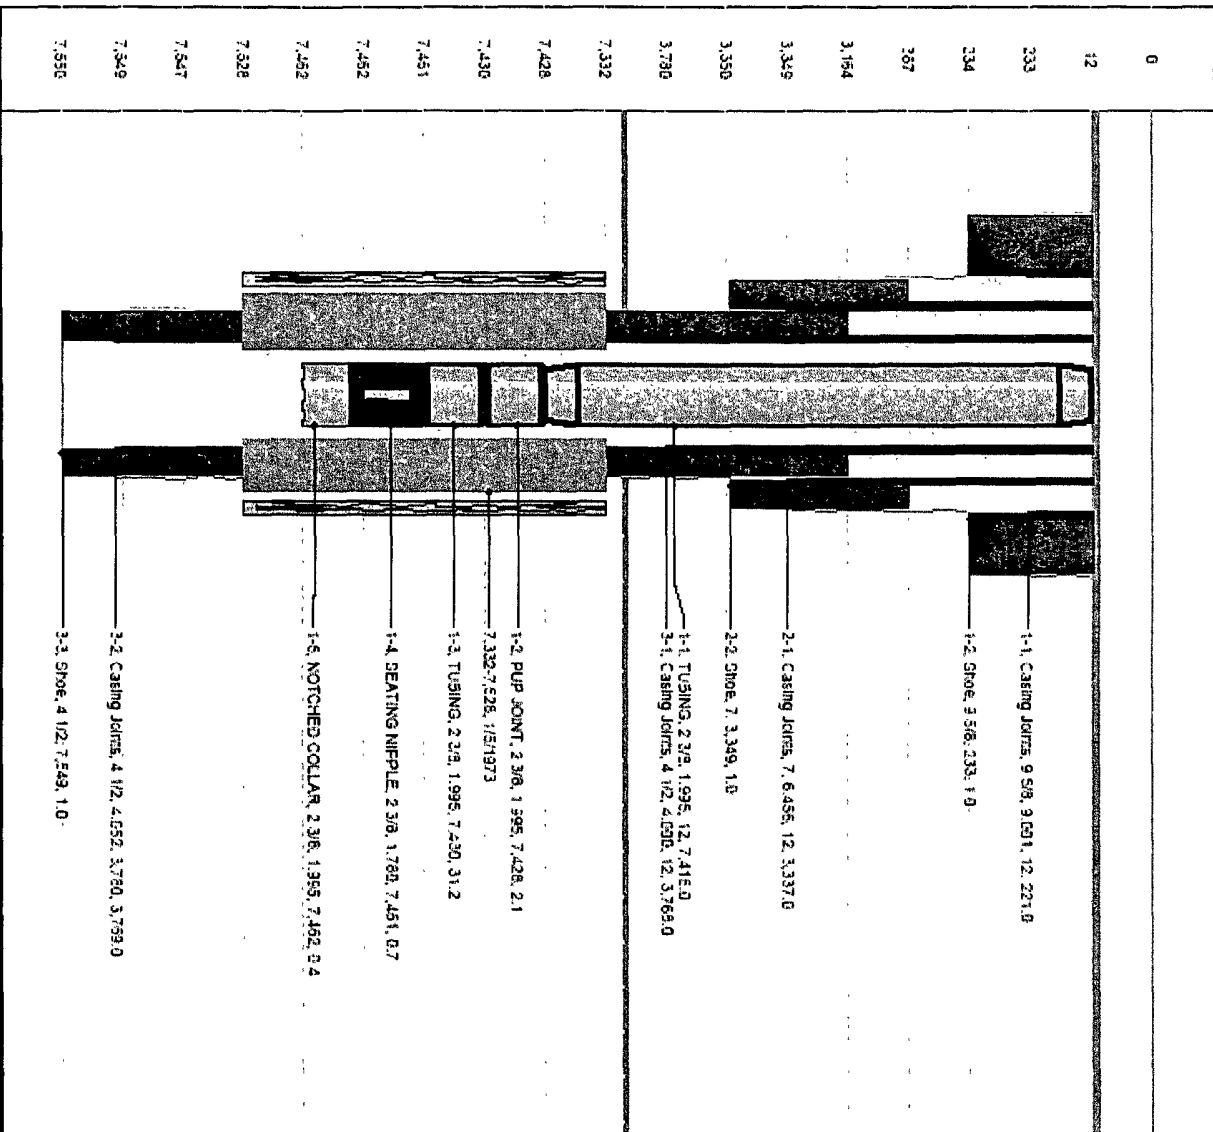 0
12
233
234
387
3,164
3,349
3,350
3,780
7,332
7,428
7,430
7,451
7,452
7,462
7,528
7,547
7,549
7,550
1-1, Casing Joints, 9 5/8, 9.001, 12, 221.0
1-2, Shoe, 9 5/8, 233, 1.0
2-1, Casing Joints, 7, 6.456, 12, 3,337.0
2-2, Shoe, 7, 3,349, 1.0
1-1, TUBING, 2 3/8, 1.995, 12, 7,416.0
3-1, Casing Joints, 4 1/2, 4.000, 12, 3,768.0
1-2, PUP JOINT, 2 3/8, 1.995, 7,428, 2.1
7,332-7,528, 1/5/1973
1-3, TUBING, 2 3/8, 1.995, 7,430, 31.2
1-4, SEATING NIPPLE, 2 3/8, 1.780, 7,461, 0.7
1-5, NOTCHED COLLAR, 2 3/8, 1.995, 7,462, 0.4
3-2, Casing Joints, 4 1/2, 4.052, 3,780, 3,769.0
3-3, Shoe, 4 1/2, 7,549, 1.0